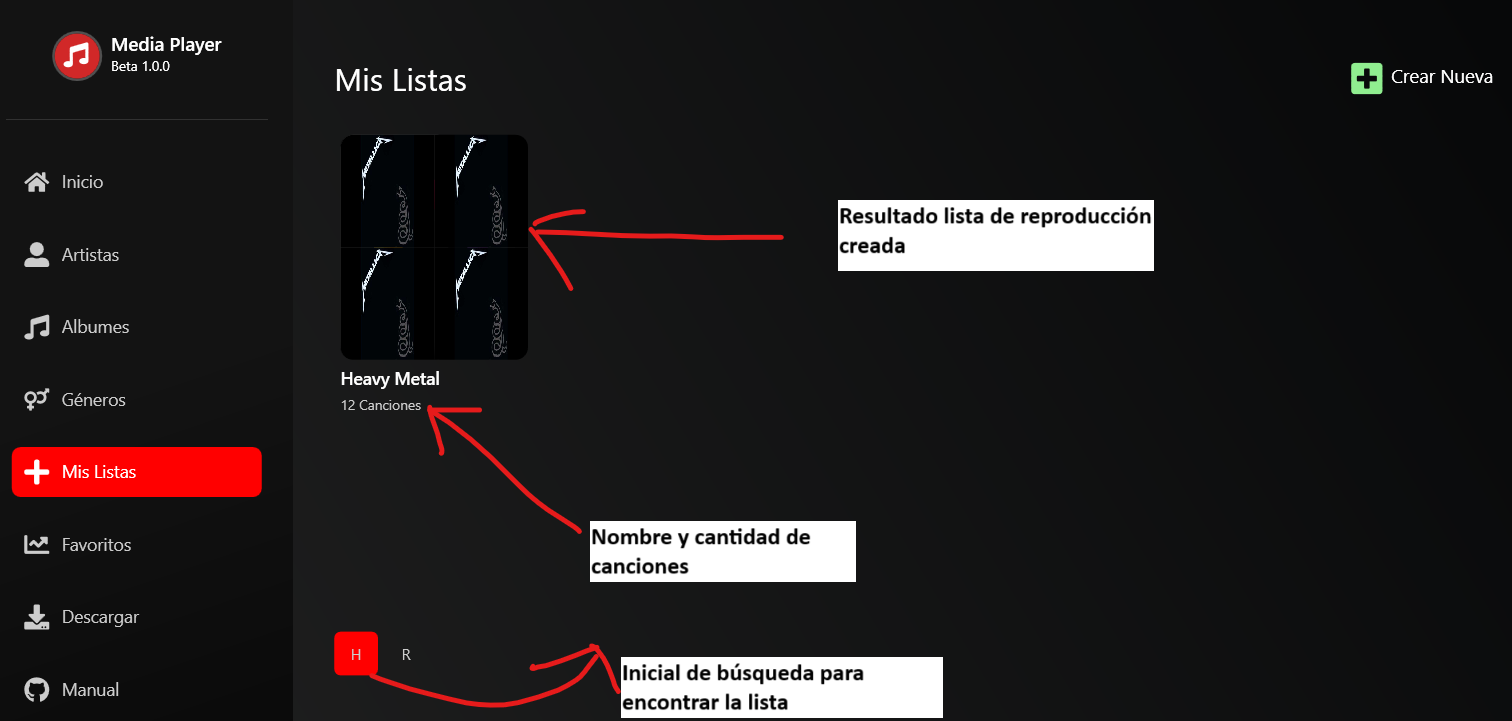 Media Player
Beta 1.0.0
Inicio
Artistas
Albumes
Géneros
Mis Listas
Favoritos
Descargar
Manual
Mis Listas
Crear Nueva
Resultado lista de reproducción
creada
Heavy Metal
12 Canciones
Nombre y cantidad de
canciones
H
R
Inicial de búsqueda para
encontrar la lista